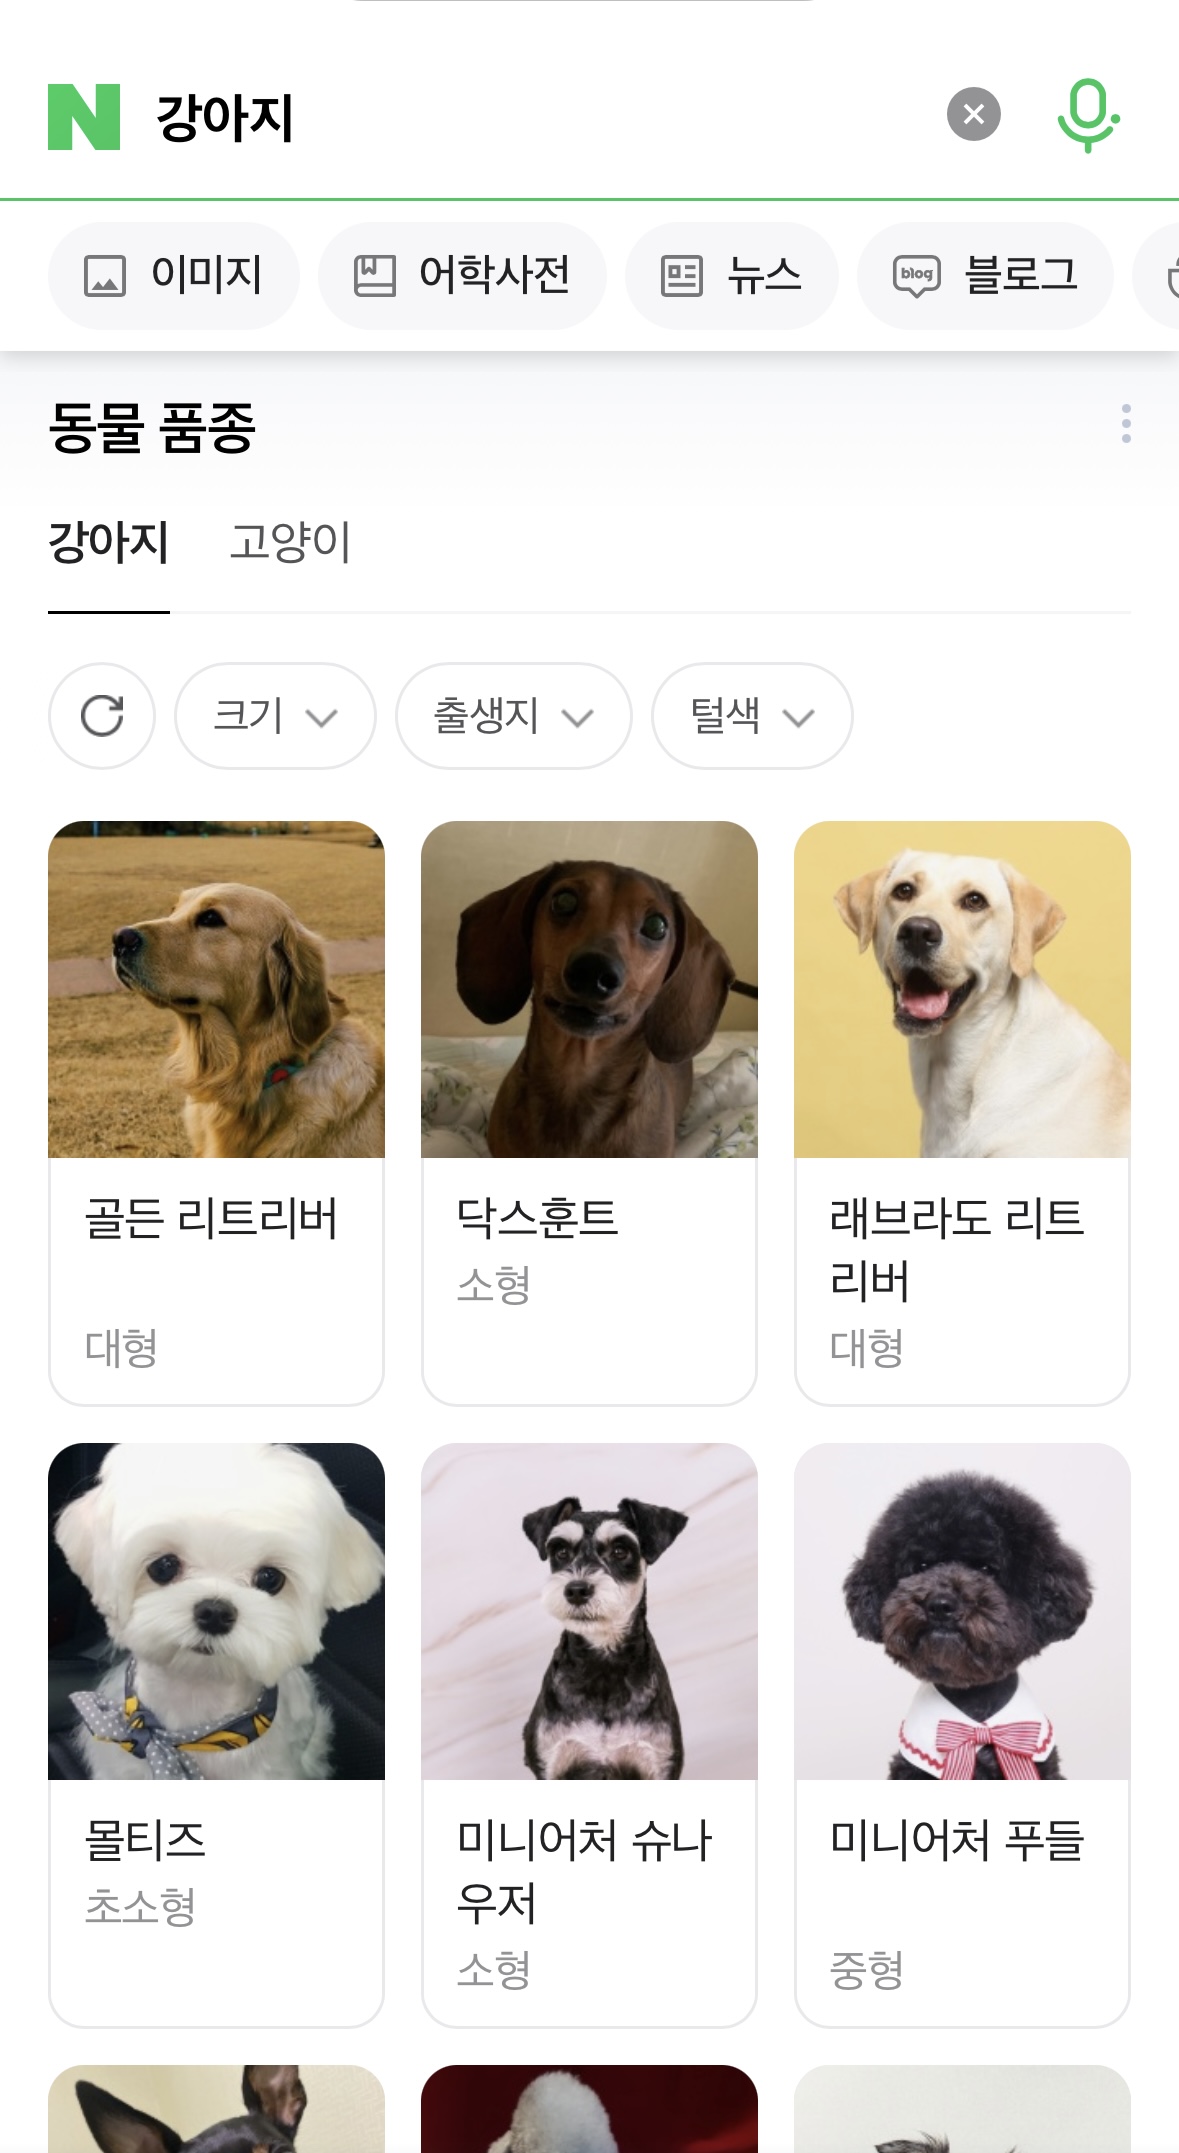 N 강아지
이미지 어학사전 뉴스 blog 블로그
동물 품종
강아지 고양이
크기 출생지 털색
골든 리트리버
대형
닥스훈트
소형
래브라도 리트
리버
대형
몰티즈
초소형
미니어처 슈나
우저
소형
미니어처 푸들
중형